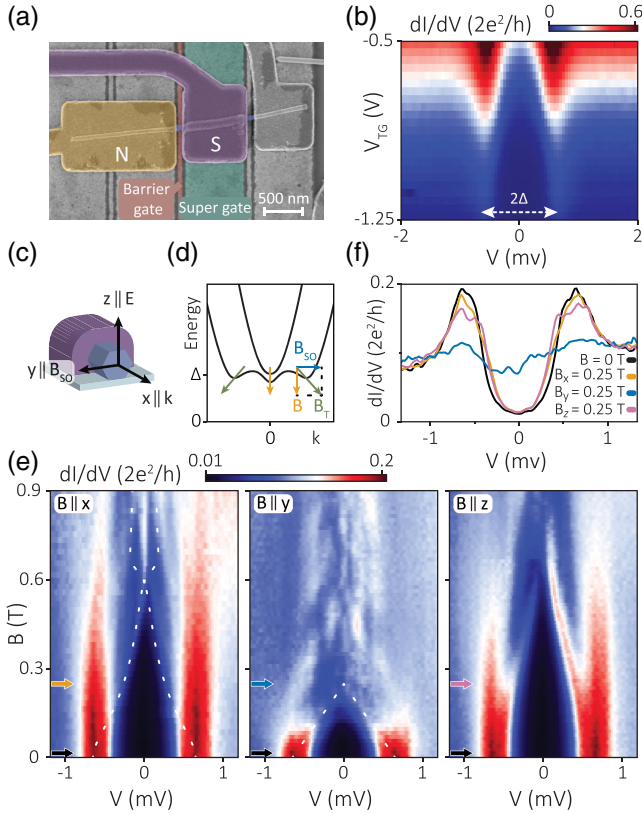 (a)
N
S
Barrier
gate
Super gate
500 nm
(b)
dI/dV (2e²/h)
0
0.6
-0.5
V_TG (V)
-1.25
2Δ
-2
0
2
V (mv)
(c)
z || E
y || B_SO
x || k
(d)
Energy
Δ
B_SO
B
B_T
0
k
(f)
0.2
dI/dV (2e²/h)
0
B = 0 T
B_x = 0.25 T
B_y = 0.25 T
B_z = 0.25 T
-1
0
1
V (mV)
(e)
dI/dV (2e²/h)
0.01
0.2
B || x
B || y
B || z
0.9
0.6
0.3
0
B (T)
-1
0
1
-1
0
1
-1
0
1
V (mV)
V (mV)
V (mV)